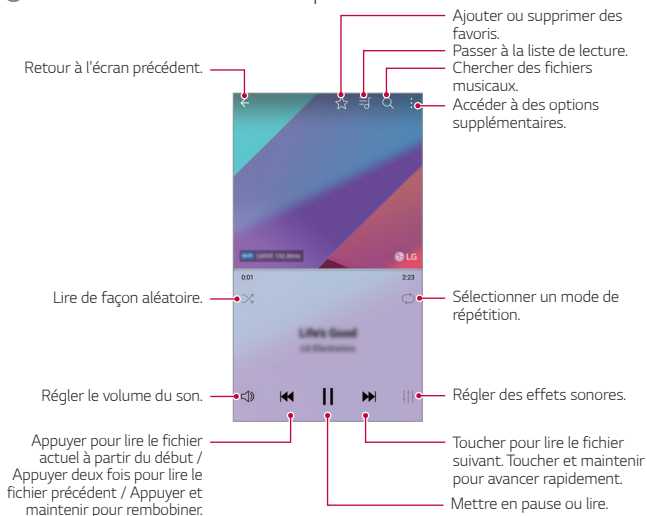 Ajouter ou supprimer des
favoris.
Passer à la liste de lecture.
Chercher des fichiers
musicaux.
Accéder à des options
supplémentaires.
Retour à l'écran précédent.
LG
0:01
2:23
Lire de façon aléatoire.
Sélectionner un mode de
répétition.
Life's Good
LG Electronics
Régler le volume du son.
Régler des effets sonores.
Appuyer pour lire le fichier
actuel à partir du début /
Appuyer deux fois pour lire le
fichier précédent / Appuyer et
maintenir pour rembobiner.
Toucher pour lire le fichier
suivant. Toucher et maintenir
pour avancer rapidement.
Mettre en pause ou lire.